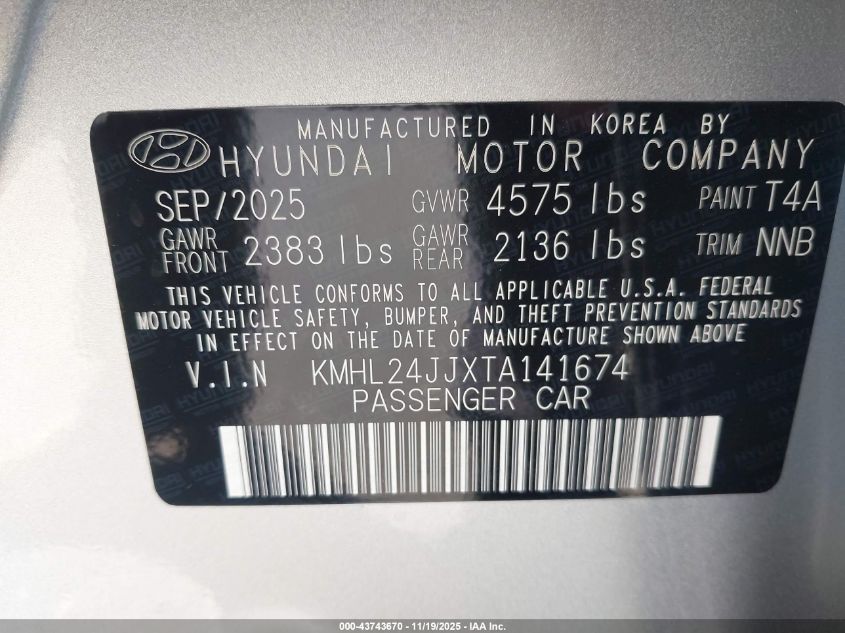 MANUFACTURED IN KOREA BY
HYUNDAI MOTOR COMPANY
SEP/2025 GVWR 4575 lbs PAINT T4A
GAWR FRONT 2383 lbs GAWR REAR 2136 lbs TRIM NNB
THIS VEHICLE CONFORMS TO ALL APPLICABLE U.S.A. FEDERAL
MOTOR VEHICLE SAFETY, BUMPER, AND THEFT PREVENTION STANDARDS
IN EFFECT ON THE DATE OF MANUFACTURE SHOWN ABOVE
V.I.N KMHL24JJXTA141674
PASSENGER CAR
000-43743670 - 11/19/2025 - IAA Inc.